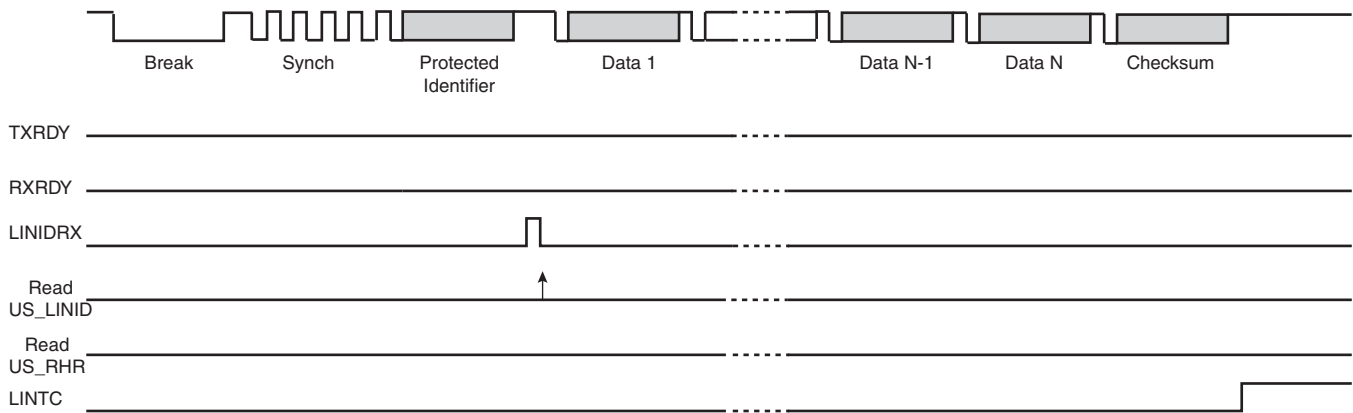 Break Synch Protected Identifier Data 1 Data N-1 Data N Checksum
TXRDY
RXRDY
LINIDRX
Read
US_LINID
Read
US_RHR
LINTC